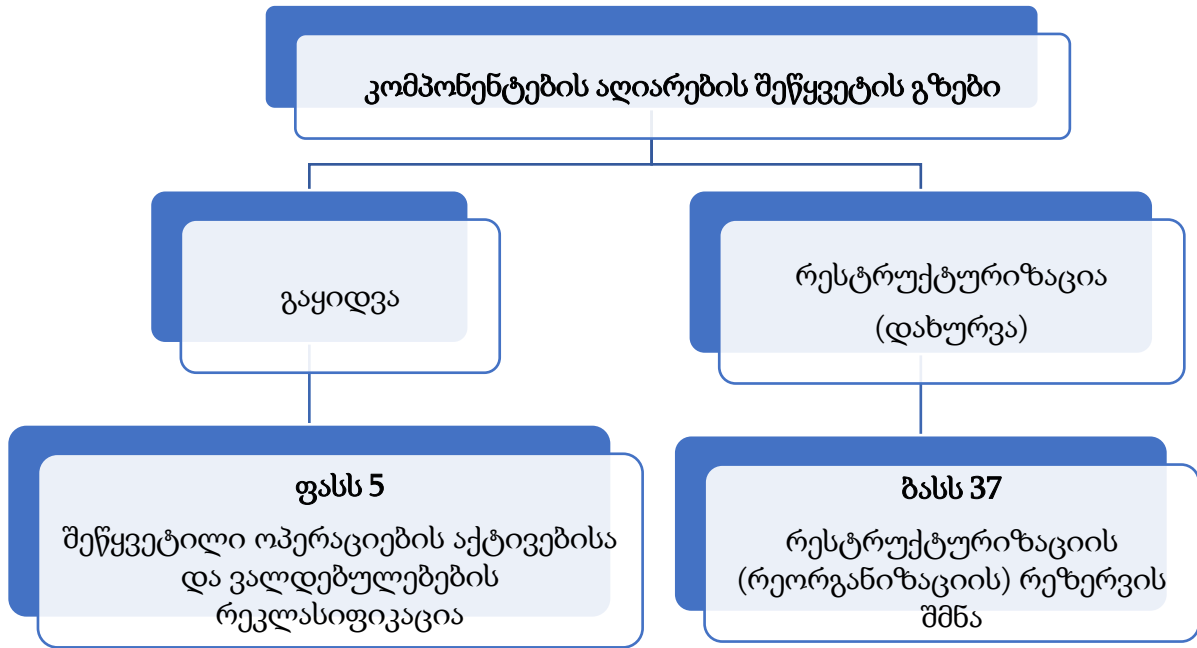 კომპონენტების აღიარების შეწყვეტის გზები
გაყიდვა
რესტრუქტურიზაცია
(დახურვა)
ფასს 5
შეწყვეტილი ოპერაციების აქტივებისა
და ვალდებულებების
რეკლასიფიკაცია
ბასს 37
რესტრუქტურიზაციის
(რეორგანიზაციის) რეზერვის
შმნა